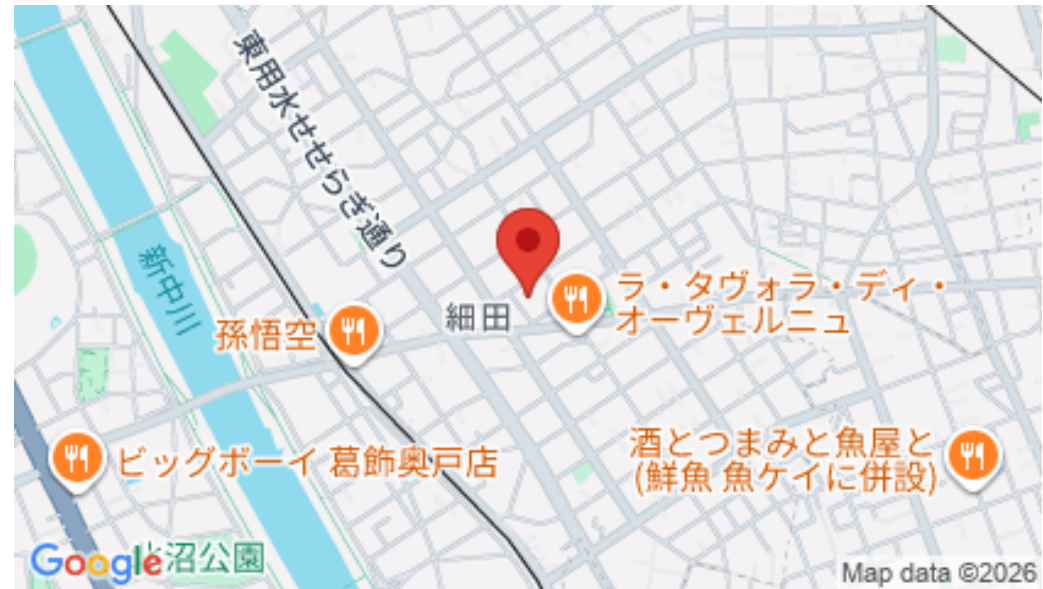 東用水せせらぎ通り
新中川
ラ・タヴォラ・ディ・
オーヴェルニュ
細田
孫悟空
ビッグボーイ 葛飾奥戸店
酒とつまみと魚屋と
(鮮魚 魚ケイに併設)
沼公園
Google
Map data ©2026